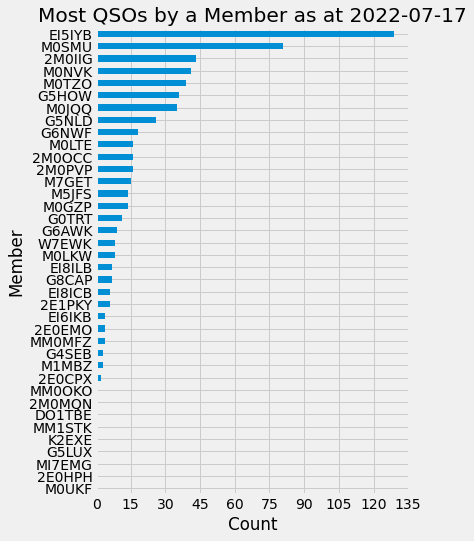 Most QSOs by a Member as at 2022-07-17
Member
EI5IYB
M0SMU
2M0IIG
M0NVK
M0TZO
G5HOW
M0JQQ
G5NLD
G6NWF
M0LTE
2M0OCC
2M0PVP
M7GET
M5JFS
M0GZP
G0TRT
G6AWK
W7EWK
M0LKW
EI8ILB
G8CAP
EI8ICB
2E1PKY
EI6IKB
2E0EMO
MM0MFZ
G4SEB
M1MBZ
2E0CPX
MM0OKO
2M0MQN
DO1TBE
MM1STK
K2EXE
G5LUX
MI7EMG
2E0HPH
M0UKF
0 15 30 45 60 75 90 105 120 135
Count